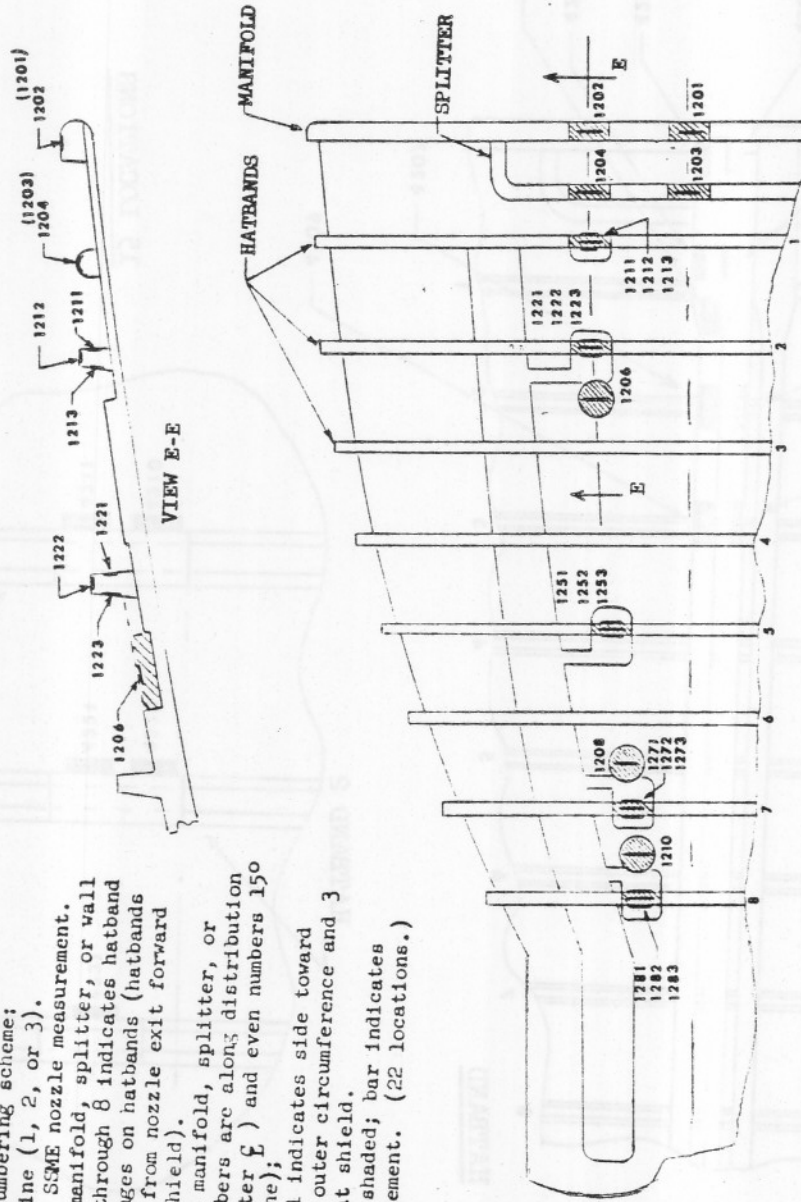 umbering scheme:
ine (1, 2, or 3).
SSME nozzle measurement.
manifold, splitter, or wall
through 8 indicates hatband
ges on hatbands (hatbands
from nozzle exit forward
hield).
manifold, splitter, or
bers are along distribution
ter ℄ ) and even numbers 15°
ne);
l indicates side toward
outer circumference and 3
t shield.
shaded; bar indicates
ement. (22 locations.)
(1201)
1202
(1203)
1204
1212
1211
1213
1222
1221
1223
1206
VIEW E-E
HATBANDS
MANIFOLD
SPLITTER
E
1202
1201
1204
1203
1211
1212
1213
1221
1222
1223
1206
E
1251
1252
1253
1208
1271
1272
1273
1210
1281
1282
1283
1
2
3
4
5
6
7
8